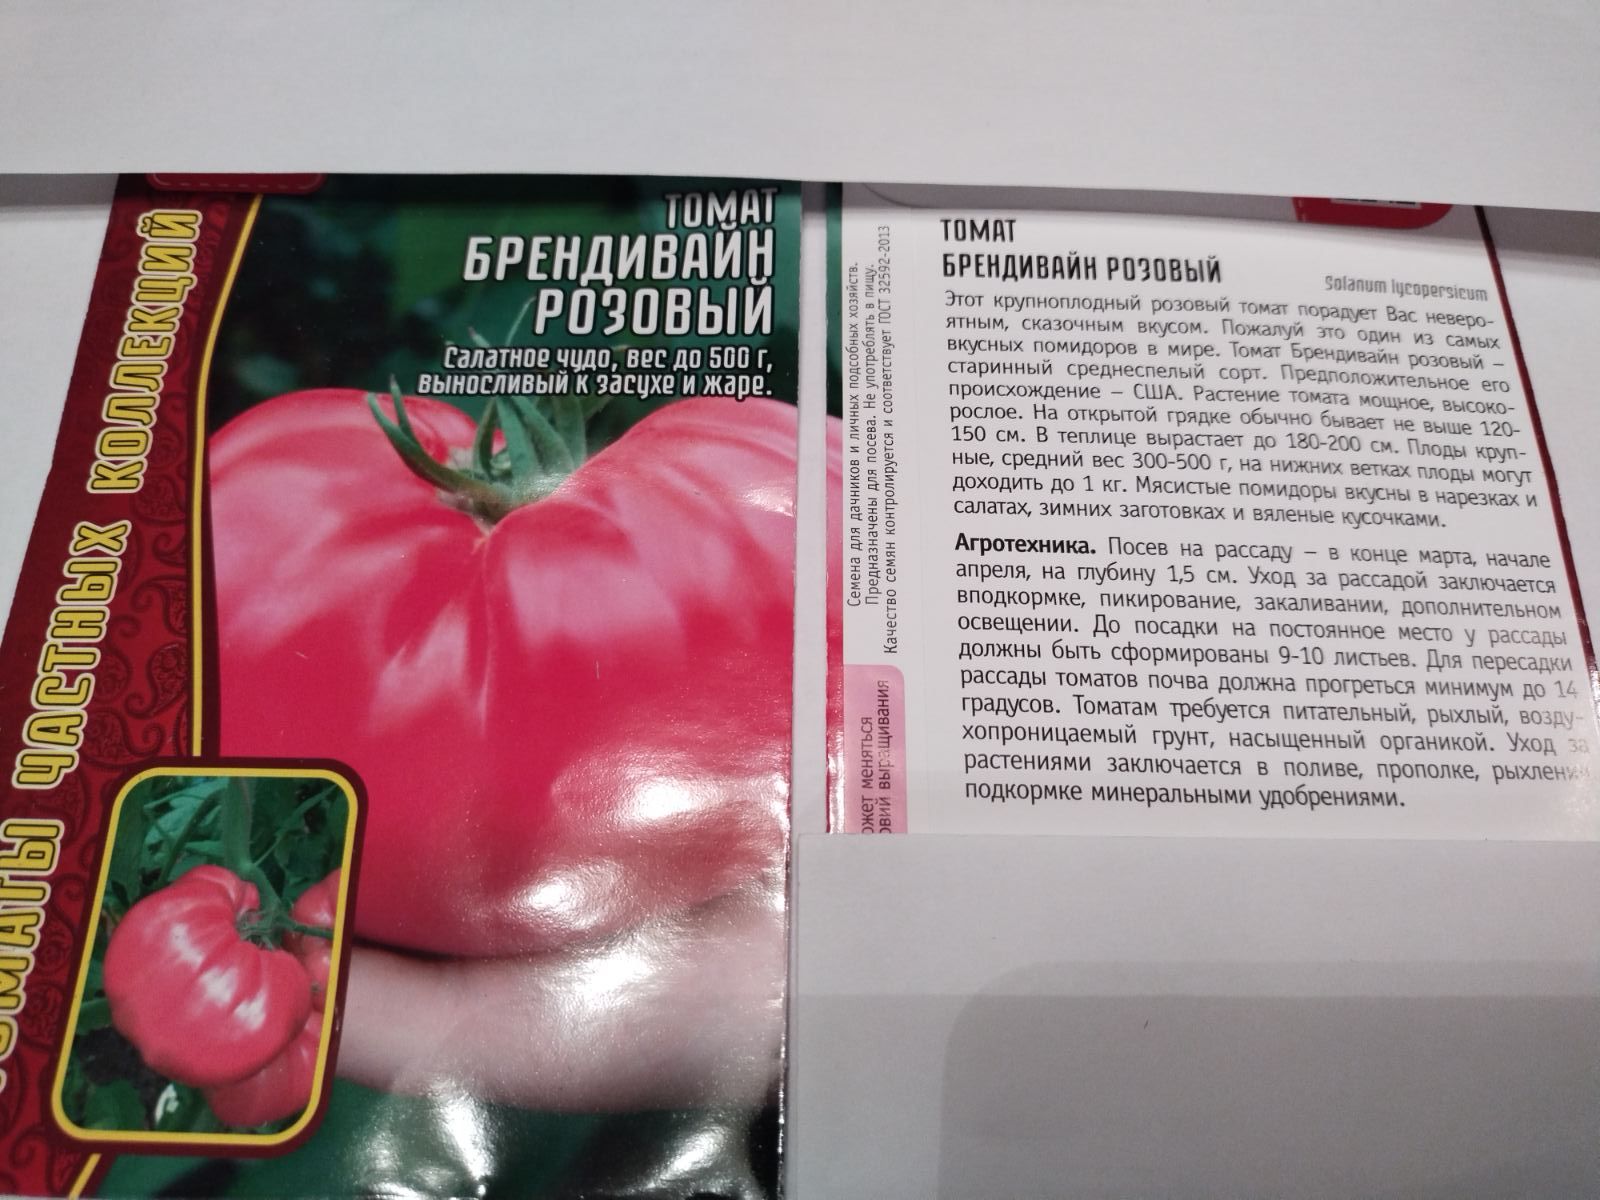 ТОМАТЫ ЧАСТНЫХ КОЛЛЕКЦИЙ
ТОМАТ
БРЕНДИВАЙН
РОЗОВЫЙ
Салатное чудо, вес до 500 г,
выносливый к засухе и жаре.
Семена для дачников и личных подсобных хозяйств.
Предназначены для посева. Не употреблять в пищу.
Качество семян контролируется и соответствует ГОСТ 32592-2013
ожет меняться
овий выращивания
ТОМАТ
БРЕНДИВАЙН РОЗОВЫЙ
Solanum lycopersicum
Этот крупноплодный розовый томат порадует Вас неверо-
ятным, сказочным вкусом. Пожалуй это один из самых
вкусных помидоров в мире. Томат Брендивайн розовый –
старинный среднеспелый сорт. Предположительное его
происхождение – США. Растение томата мощное, высоко-
рослое. На открытой грядке обычно бывает не выше 120-
150 см. В теплице вырастает до 180-200 см. Плоды круп-
ные, средний вес 300-500 г, на нижних ветках плоды могут
доходить до 1 кг. Мясистые помидоры вкусны в нарезках и
салатах, зимних заготовках и вяленые кусочками.
Агротехника. Посев на рассаду – в конце марта, начале
апреля, на глубину 1,5 см. Уход за рассадой заключается
вподкормке, пикирование, закаливании, дополнительном
освещении. До посадки на постоянное место у рассады
должны быть сформированы 9-10 листьев. Для пересадки
рассады томатов почва должна прогреться минимум до 14
градусов. Томатам требуется питательный, рыхлый, возду-
хопроницаемый грунт, насыщенный органикой. Уход за
растениями заключается в поливе, прополке, рыхлении,
подкормке минеральными удобрениями.